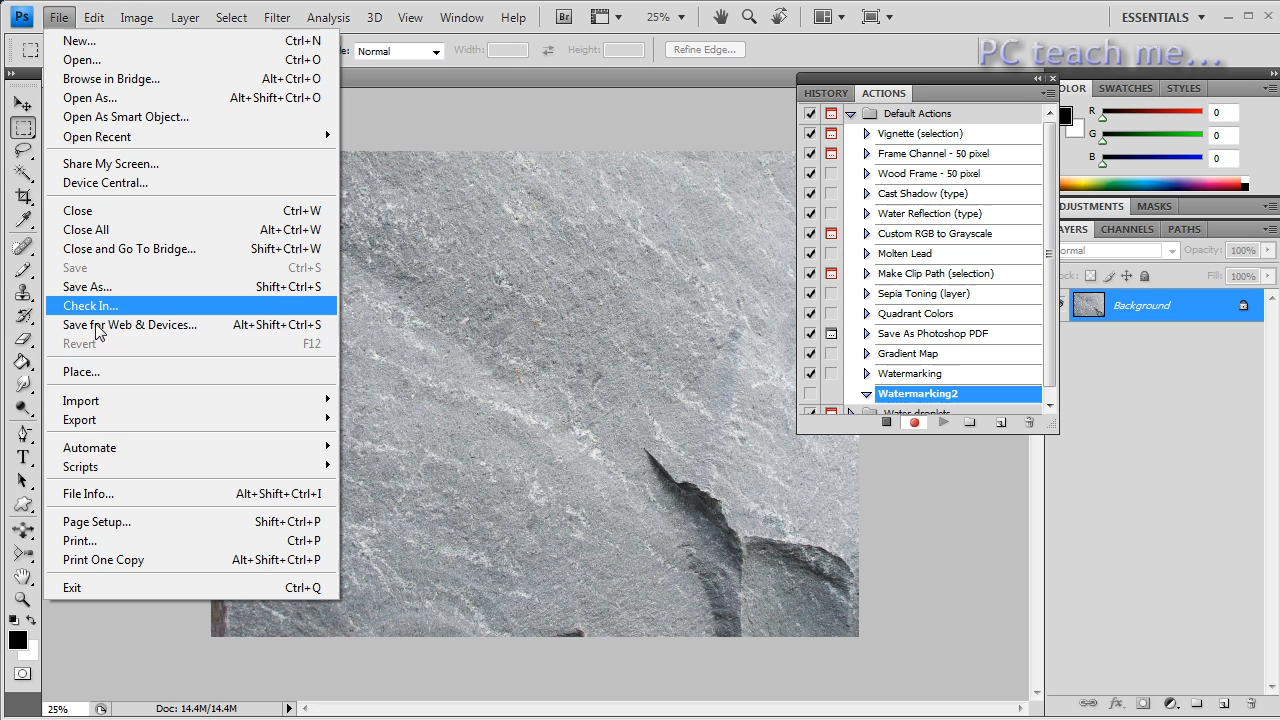 Ps File Edit Image Layer Select Filter Analysis 3D View Window Help Br 25% ESSENTIALS
Normal Width: Height: Refine Edge...
PC teach me...
New... Ctrl+N
Open... Ctrl+O
Browse in Bridge... Alt+Ctrl+O
Open As... Alt+Shift+Ctrl+O
Open As Smart Object...
Open Recent
Share My Screen...
Device Central...
Close Ctrl+W
Close All Alt+Ctrl+W
Close and Go To Bridge... Shift+Ctrl+W
Save Ctrl+S
Save As... Shift+Ctrl+S
Check In...
Save for Web & Devices... Alt+Shift+Ctrl+S
Revert F12
Place...
Import
Export
Automate
Scripts
File Info... Alt+Shift+Ctrl+I
Page Setup... Shift+Ctrl+P
Print... Ctrl+P
Print One Copy Alt+Shift+Ctrl+P
Exit Ctrl+Q
HISTORY ACTIONS
Default Actions
Vignette (selection)
Frame Channel - 50 pixel
Wood Frame - 50 pixel
Cast Shadow (type)
Water Reflection (type)
Custom RGB to Grayscale
Molten Lead
Make Clip Path (selection)
Sepia Toning (layer)
Quadrant Colors
Save As Photoshop PDF
Gradient Map
Watermarking
Watermarking2
Water droplets
OLOR SWATCHES STYLES
R 0
G 0
B 0
DJUSTMENTS MASKS
AYERS CHANNELS PATHS
ormal Opacity: 100%
ock: Fill: 100%
Background
25% Doc: 14.4M/14.4M